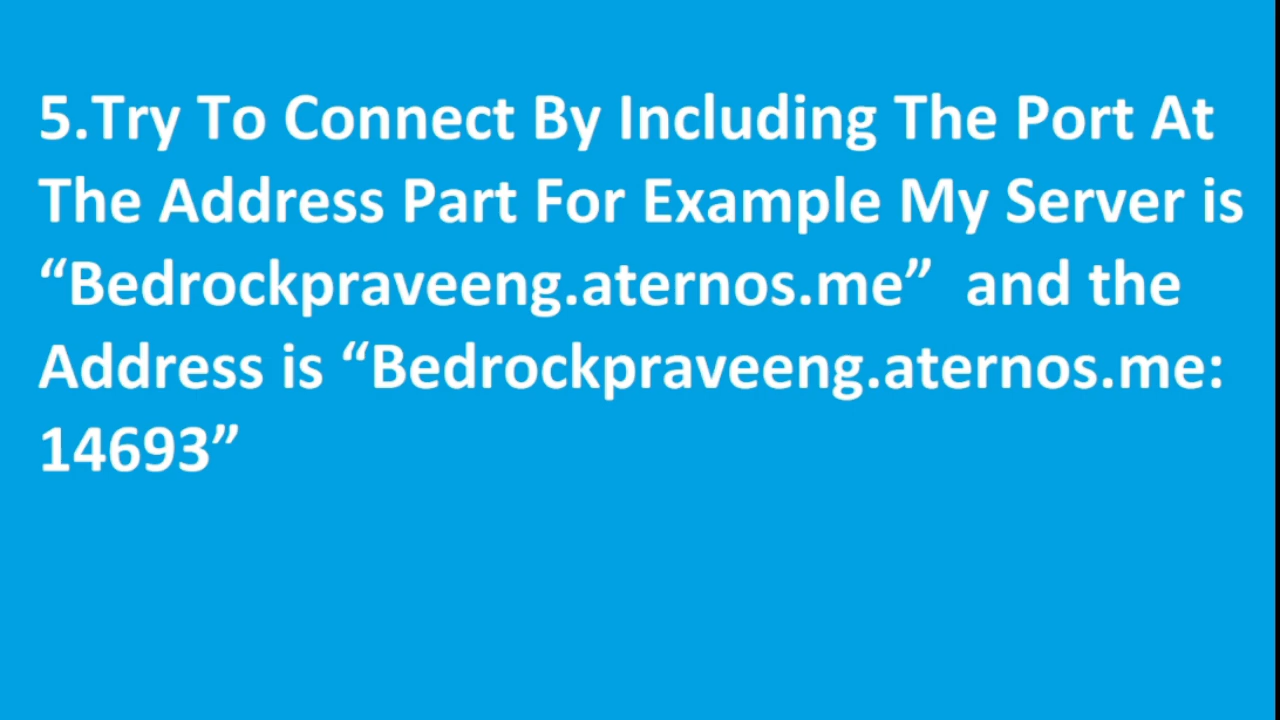 5.Try To Connect By Including The Port At
The Address Part For Example My Server is
“Bedrockpraveeng.aternos.me”  and the
Address is “Bedrockpraveeng.aternos.me:
14693”